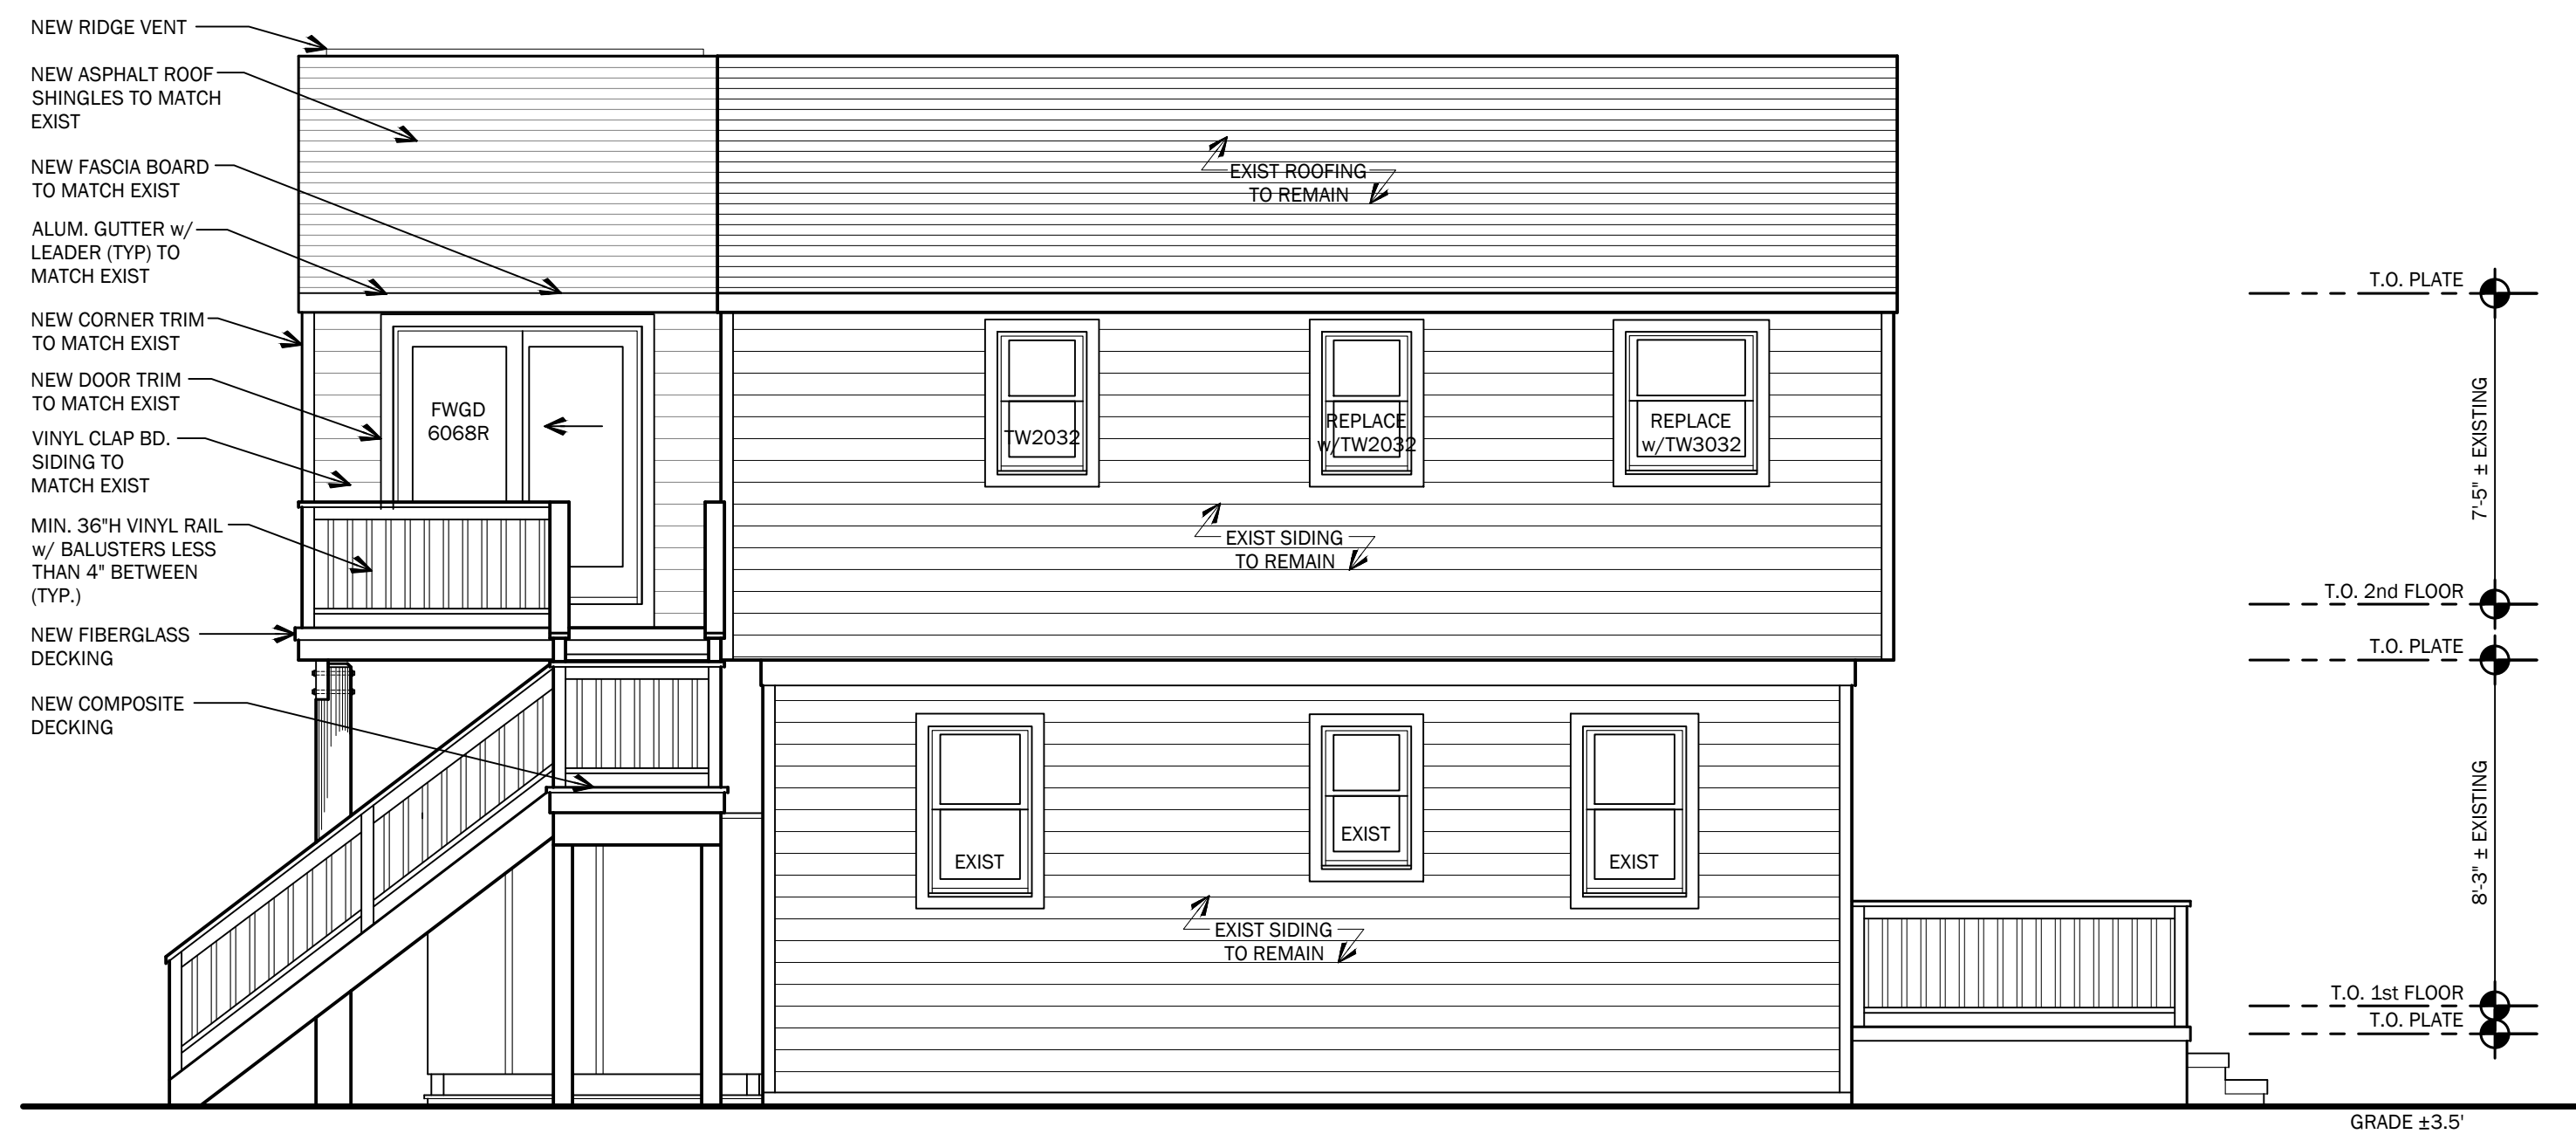 NEW RIDGE VENT
NEW ASPHALT ROOF
SHINGLES TO MATCH
EXIST
NEW FASCIA BOARD
TO MATCH EXIST
ALUM. GUTTER w/
LEADER (TYP) TO
MATCH EXIST
NEW CORNER TRIM
TO MATCH EXIST
NEW DOOR TRIM
TO MATCH EXIST
VINYL CLAP BD.
SIDING TO
MATCH EXIST
MIN. 36"H VINYL RAIL
w/ BALUSTERS LESS
THAN 4" BETWEEN
(TYP.)
NEW FIBERGLASS
DECKING
NEW COMPOSITE
DECKING
EXIST ROOFING
TO REMAIN
FWGD
6068R
TW2032
REPLACE
w/TW2032
REPLACE
w/TW3032
EXIST SIDING
TO REMAIN
EXIST
EXIST
EXIST
EXIST SIDING
TO REMAIN
T.O. PLATE
7'-5" ± EXISTING
T.O. 2nd FLOOR
T.O. PLATE
8'-3" ± EXISTING
T.O. 1st FLOOR
T.O. PLATE
GRADE ±3.5'